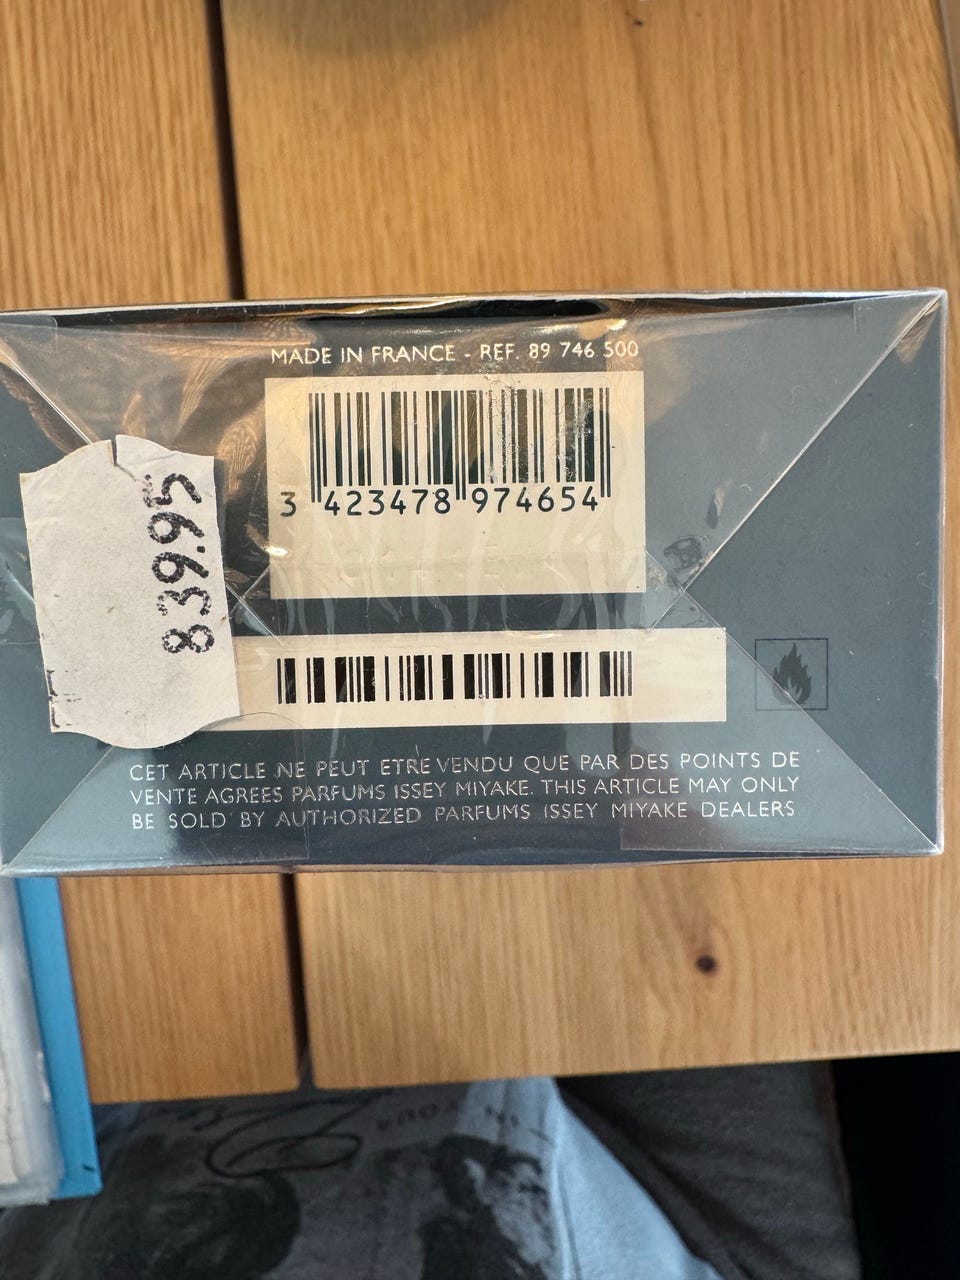 MADE IN FRANCE - REF. 89 746 500
3 423478 974654
839.95
CET ARTICLE NE PEUT ETRE VENDU QUE PAR DES POINTS DE
VENTE AGREES PARFUMS ISSEY MIYAKE. THIS ARTICLE MAY ONLY
BE SOLD BY AUTHORIZED PARFUMS ISSEY MIYAKE DEALERS